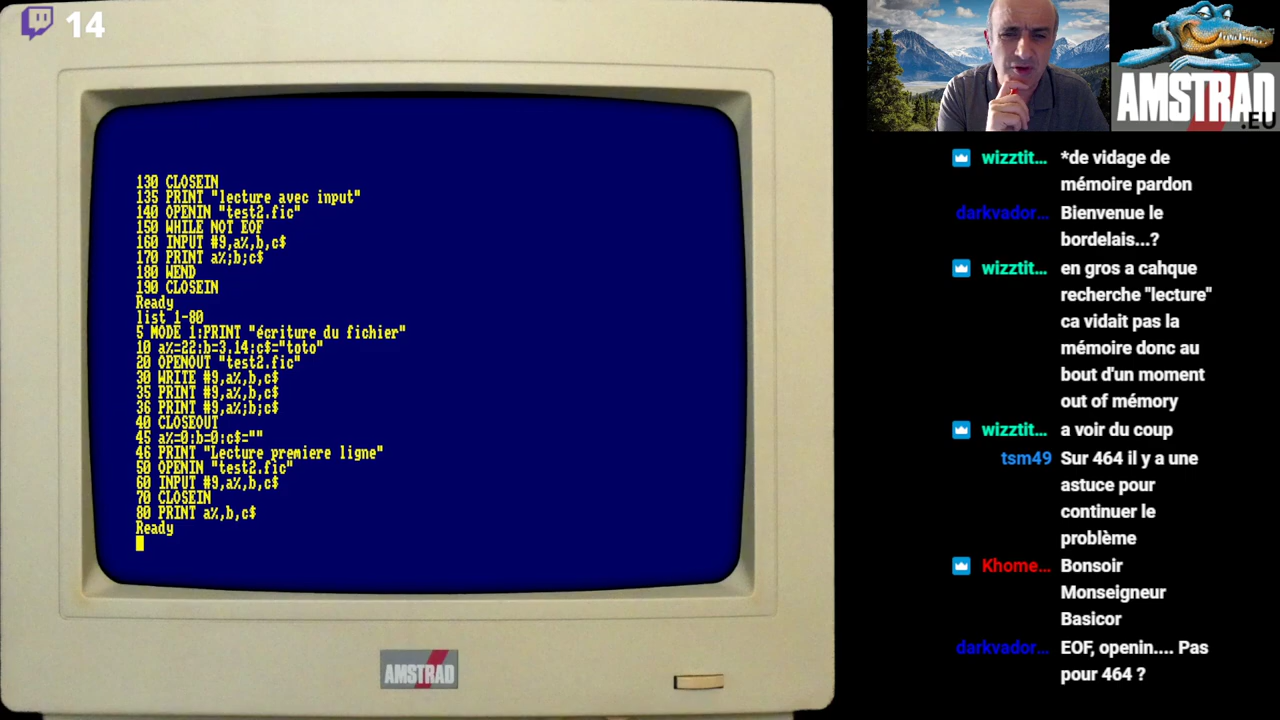 14
130 CLOSEIN
135 PRINT "lecture avec input"
140 OPENIN "test2.fic"
150 WHILE NOT EOF
160 INPUT #9,a%,b,c$
170 PRINT a%;b;c$
180 WEND
190 CLOSEIN
Ready
list 1-80
5 MODE 1:PRINT "écriture du fichier"
10 a%=22:b=3.14:c$="toto"
20 OPENOUT "test2.fic"
30 WRITE #9,a%,b,c$
35 PRINT #9,a%,b,c$
36 PRINT #9,a%;b;c$
40 CLOSEOUT
45 a%=0:b=0:c$=""
46 PRINT "Lecture premiere ligne"
50 OPENIN "test2.fic"
60 INPUT #9,a%,b,c$
70 CLOSEIN
80 PRINT a%,b,c$
Ready
AMSTRAD
AMSTRAD
.EU
wizztit... *de vidage de
mémoire pardon
darkvador... Bienvenue le
bordelais...?
wizztit... en gros a cahque
recherche "lecture"
ca vidait pas la
mémoire donc au
bout d'un moment
out of mémory
wizztit... a voir du coup
tsm49 Sur 464 il y a une
astuce pour
continuer le
problème
Khome... Bonsoir
Monseigneur
Basicor
darkvador... EOF, openin.... Pas
pour 464 ?